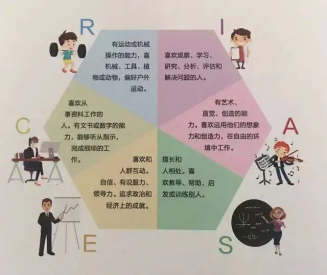 R
I
有运动或机械
操作的能力，喜
机械、工具、植
物或动物，偏好户外
运动。
喜欢观察、学习、
研究、分析、评估和
解决问题的人。
C
喜欢从
事资料工作的
人。有文书或数字的能
力，能够听从指示，
完成细琐的工
作。
A
有艺术、
直觉、创造的能
力。喜欢运用他们的想象
力和创造力，在自由的环
境中工作。
E
喜欢和
人群互动。
自信、有说服力、
领导力。追求政治和
经济上的成就。
S
擅长和
人相处。喜
欢教导、帮助、启
发或训练别人。